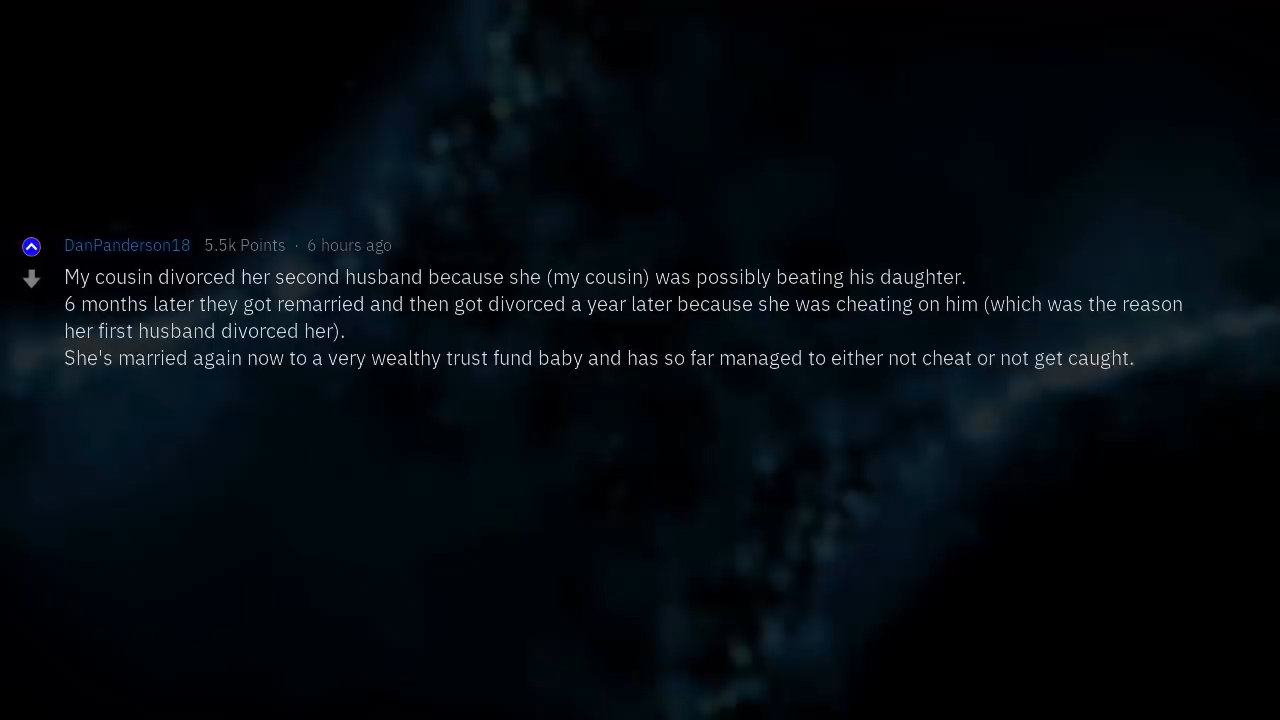 DanPanderson18 5.5k Points · 6 hours ago
My cousin divorced her second husband because she (my cousin) was possibly beating his daughter.
6 months later they got remarried and then got divorced a year later because she was cheating on him (which was the reason
her first husband divorced her).
She's married again now to a very wealthy trust fund baby and has so far managed to either not cheat or not get caught.